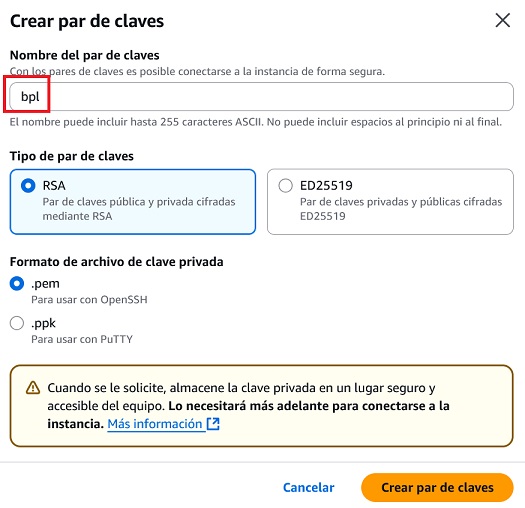 Crear par de claves
Nombre del par de claves
Con los pares de claves es posible conectarse a la instancia de forma segura.
bpl
El nombre puede incluir hasta 255 caracteres ASCII. No puede incluir espacios al principio ni al final.
Tipo de par de claves
RSA
Par de claves pública y privada cifradas
mediante RSA
ED25519
Par de claves privadas y públicas cifradas
ED25519
Formato de archivo de clave privada
.pem
Para usar con OpenSSH
.ppk
Para usar con PuTTY
Cuando se le solicite, almacene la clave privada en un lugar seguro y
accesible del equipo. Lo necesitará más adelante para conectarse a la
instancia. Más información
Cancelar
Crear par de claves